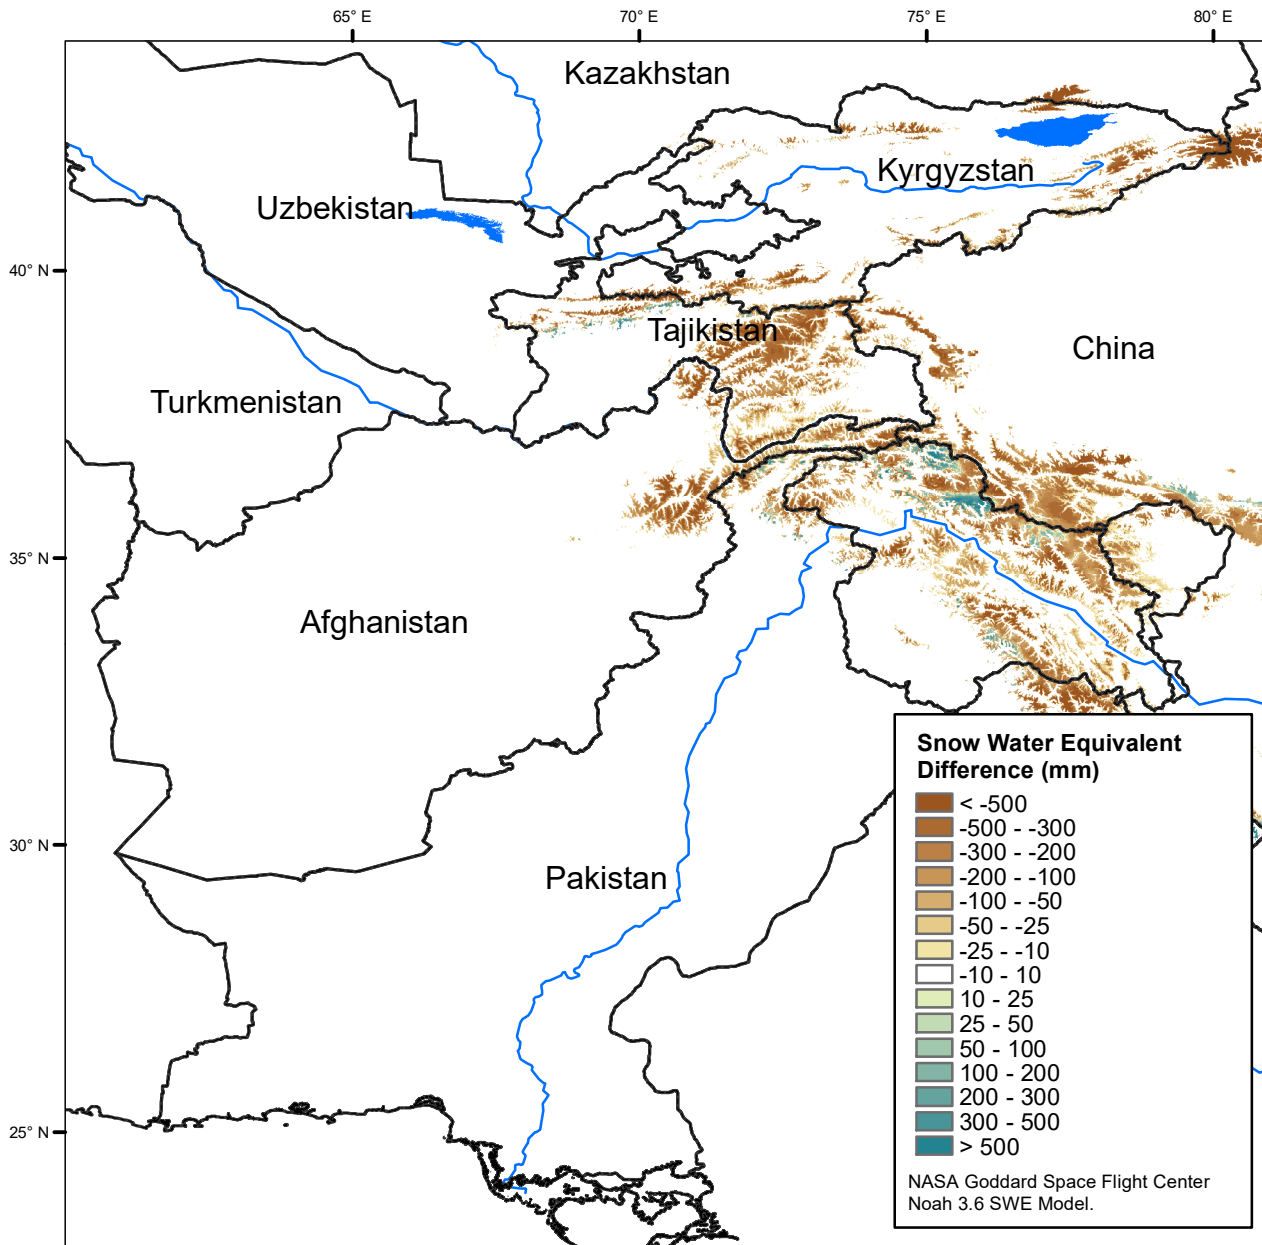 65° E
70° E
75° E
80° E
Kazakhstan
Kyrgyzstan
Uzbekistan
40° N
Tajikistan
China
Turkmenistan
35° N
Afghanistan
30° N
Pakistan
25° N
Snow Water Equivalent
Difference (mm)
< -500
-500 - -300
-300 - -200
-200 - -100
-100 - -50
-50 - -25
-25 - -10
-10 - 10
10 - 25
25 - 50
50 - 100
100 - 200
200 - 300
300 - 500
> 500
NASA Goddard Space Flight Center
Noah 3.6 SWE Model.